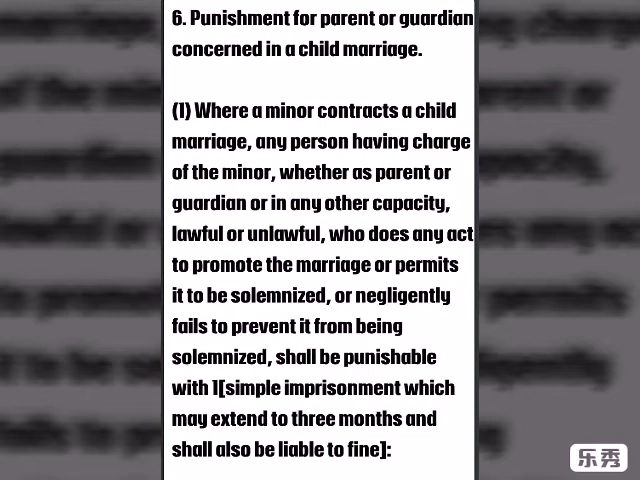 6. Punishment for parent or guardian
concerned in a child marriage.
(I) Where a minor contracts a child
marriage, any person having charge
of the minor, whether as parent or
guardian or in any other capacity,
lawful or unlawful, who does any act
to promote the marriage or permits
it to be solemnized, or negligently
fails to prevent it from being
solemnized, shall be punishable
with 1[simple imprisonment which
may extend to three months and
shall also be liable to fine]:
乐秀